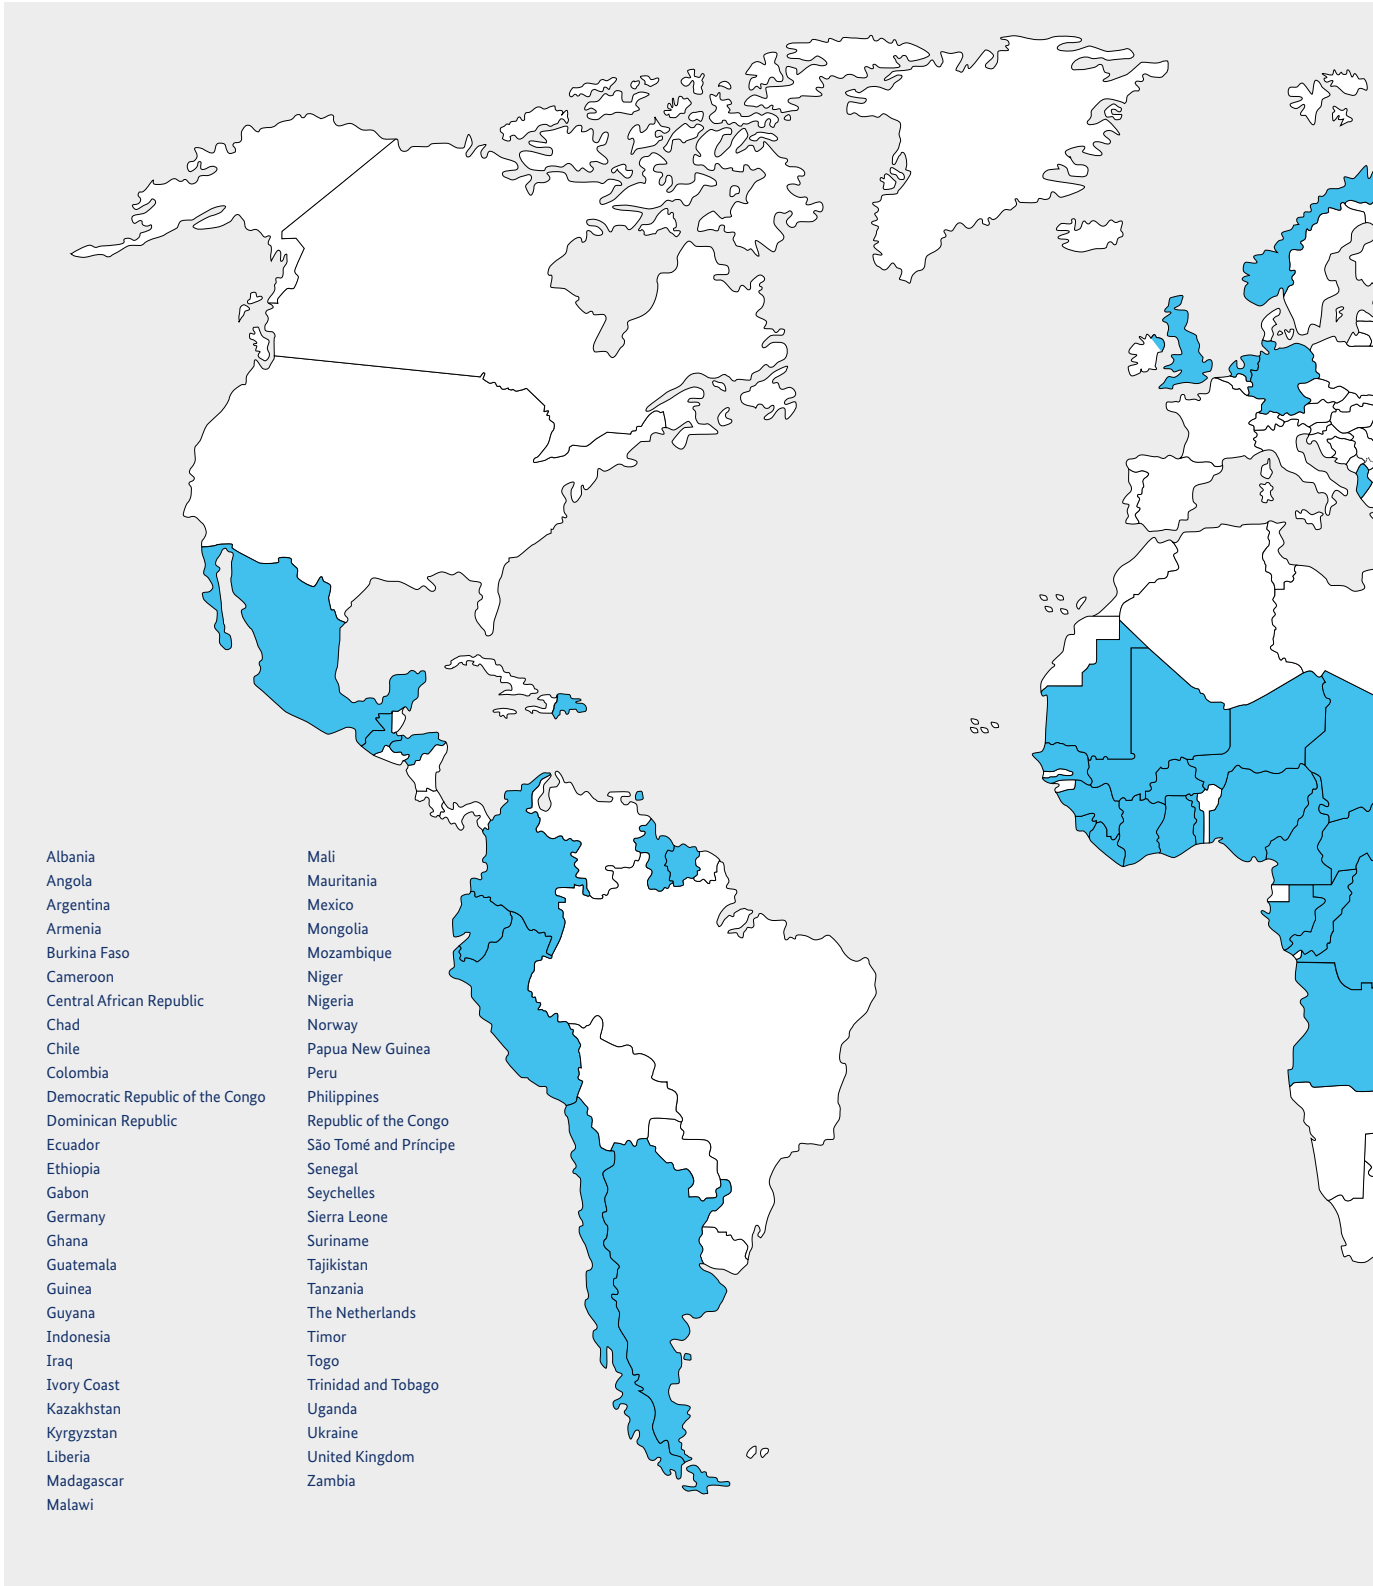 Albania
Angola
Argentina
Armenia
Burkina Faso
Cameroon
Central African Republic
Chad
Chile
Colombia
Democratic Republic of the Congo
Dominican Republic
Ecuador
Ethiopia
Gabon
Germany
Ghana
Guatemala
Guinea
Guyana
Indonesia
Iraq
Ivory Coast
Kazakhstan
Kyrgyzstan
Liberia
Madagascar
Malawi
Mali
Mauritania
Mexico
Mongolia
Mozambique
Niger
Nigeria
Norway
Papua New Guinea
Peru
Philippines
Republic of the Congo
São Tomé and Príncipe
Senegal
Seychelles
Sierra Leone
Suriname
Tajikistan
Tanzania
The Netherlands
Timor
Togo
Trinidad and Tobago
Uganda
Ukraine
United Kingdom
Zambia